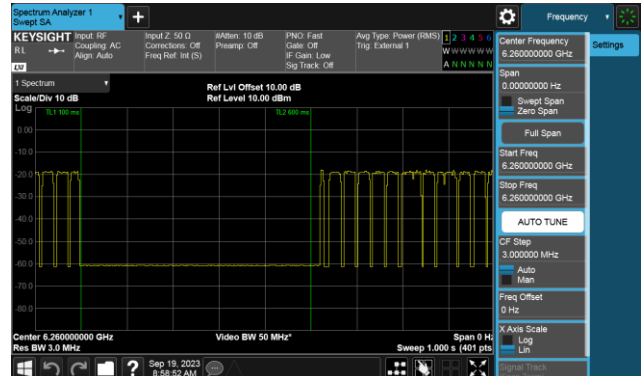 Spectrum Analyzer 1
Swept SA
Frequency
KEYSIGHT
RL
LXI
Input: RF
Coupling: AC
Align: Auto
Input Z: 50 Ω
Corrections: Off
Freq Ref: Int (S)
#Atten: 10 dB
Preamp: Off
PNO: Fast
Gate: Off
IF Gain: Low
Sig Track: Off
Avg Type: Power (RMS)
Trig: External 1
1 2 3 4 5 6
W W W W W W
A N N N N N
1 Spectrum
Scale/Div 10 dB
Log
Ref Lvl Offset 10.00 dB
Ref Level 10.00 dBm
TL1 100 ms
TL2 600 ms
0.00
-10.0
-20.0
-30.0
-40.0
-50.0
-60.0
-70.0
-80.0
Center 6.260000000 GHz
Res BW 3.0 MHz
Video BW 50 MHz*
Span 0 Hz
Sweep 1.000 s (401 pts)
Sep 19, 2023
8:58:52 AM
Center Frequency
6.260000000 GHz
Settings
Span
0.00000000 Hz
Swept Span
Zero Span
Full Span
Start Freq
6.260000000 GHz
Stop Freq
6.260000000 GHz
AUTO TUNE
CF Step
3.000000 MHz
Auto
Man
Freq Offset
0 Hz
X Axis Scale
Log
Lin
Signal Track